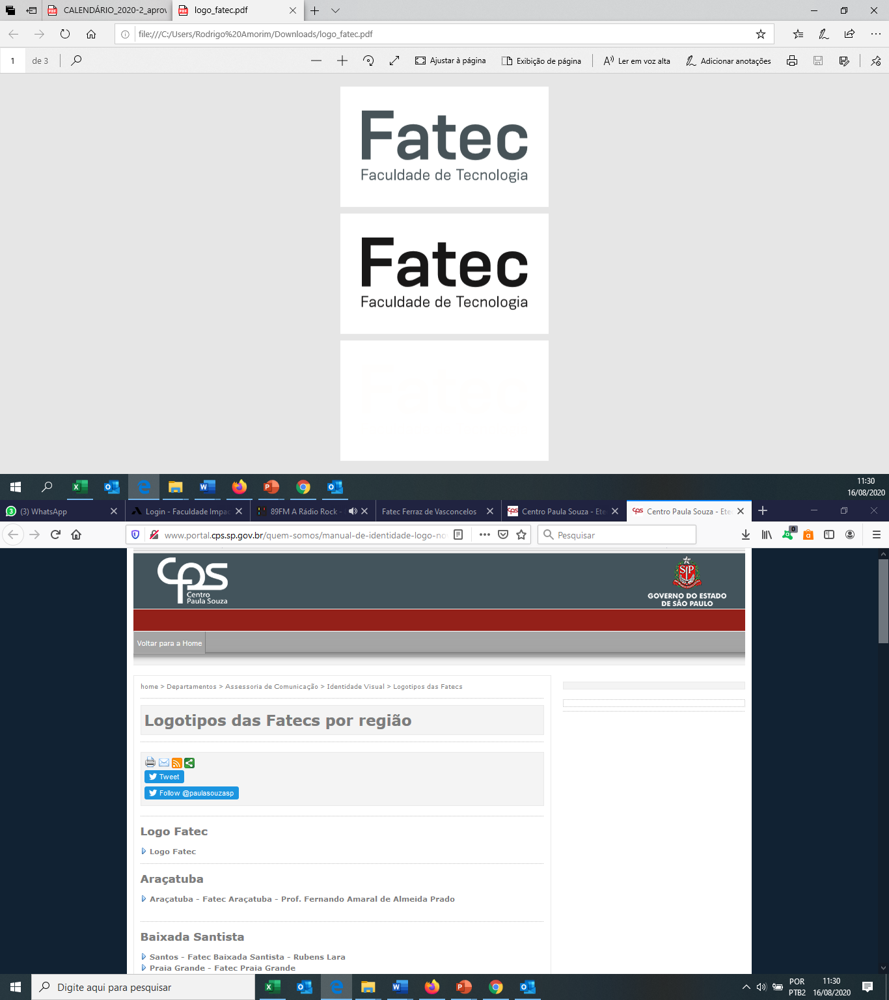 CALENDÁRIO_2020-2_aprov
logo_fatec.pdf
file:///C:/Users/Rodrigo%20Amorim/Downloads/logo_fatec.pdf
1 de 3
Ajustar à página
Exibição de página
Ler em voz alta
Adicionar anotações
Fatec
Faculdade de Tecnologia
Fatec
Faculdade de Tecnologia
Fatec
11:30
16/08/2020
(3) WhatsApp
Login - Faculdade Impac
89FM A Rádio Rock -
Fatec Ferraz de Vasconcelos
Centro Paula Souza - Ete
Centro Paula Souza - Ete
www.portal.cps.sp.gov.br/quem-somos/manual-de-identidade-logo-no
Pesquisar
0
cps
Centro
Paula Souza
SP
GOVERNO DO ESTADO
DE SÃO PAULO
Voltar para a Home
home > Departamentos > Assessoria de Comunicação > Identidade Visual > Logotipos das Fatecs
Logotipos das Fatecs por região
Tweet
Follow @paulasouzasp
Logo Fatec
Logo Fatec
Araçatuba
Araçatuba - Fatec Araçatuba - Prof. Fernando Amaral de Almeida Prado
Baixada Santista
Santos - Fatec Baixada Santista - Rubens Lara
Praia Grande - Fatec Praia Grande
Digite aqui para pesquisar
POR
PTB2
11:30
16/08/2020